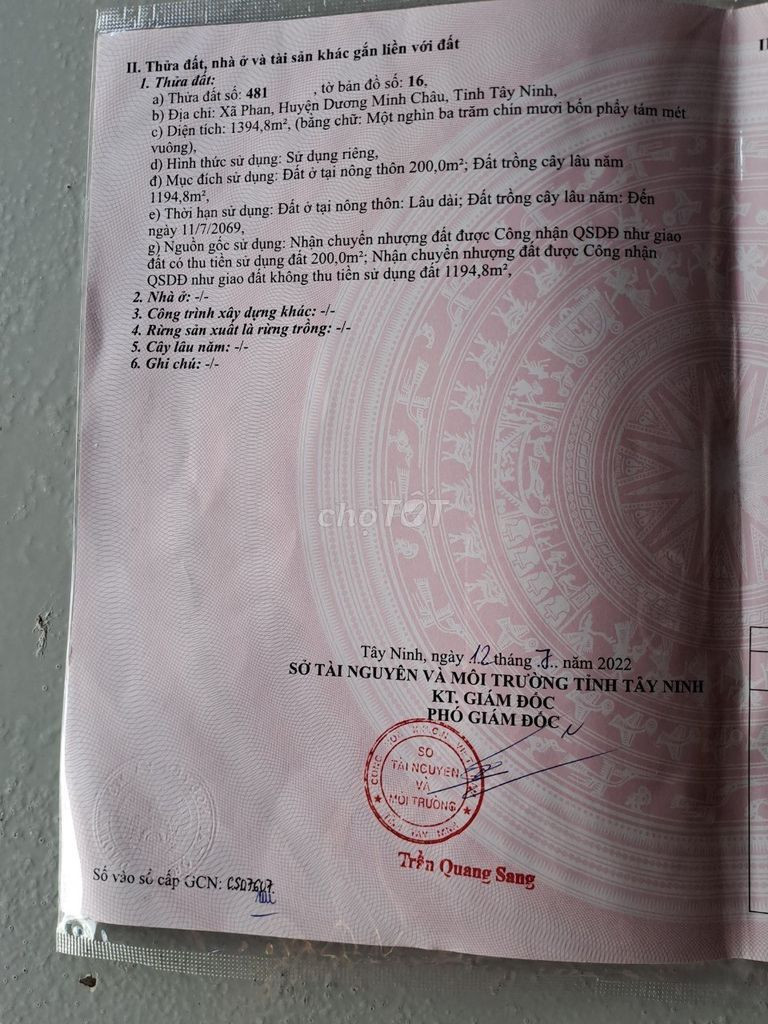 II. Thửa đất, nhà ở và tài sản khác gắn liền với đất
1. Thửa đất:
a) Thửa đất số: 481 , tờ bản đồ số: 16,
b) Địa chỉ: Xã Phan, Huyện Dương Minh Châu, Tỉnh Tây Ninh,
c) Diện tích: 1394,8m², (bằng chữ: Một nghìn ba trăm chín mươi bốn phẩy tám mét
vuông),
d) Hình thức sử dụng: Sử dụng riêng,
đ) Mục đích sử dụng: Đất ở tại nông thôn 200,0m²; Đất trồng cây lâu năm
1194,8m²,
e) Thời hạn sử dụng: Đất ở tại nông thôn: Lâu dài; Đất trồng cây lâu năm: Đến
ngày 11/7/2069,
g) Nguồn gốc sử dụng: Nhận chuyển nhượng đất được Công nhận QSDĐ như giao
đất có thu tiền sử dụng đất 200,0m²; Nhận chuyển nhượng đất được Công nhận
QSDĐ như giao đất không thu tiền sử dụng đất 1194,8m²,
2. Nhà ở: -/-
3. Công trình xây dựng khác: -/-
4. Rừng sản xuất là rừng trồng: -/-
5. Cây lâu năm: -/-
6. Ghi chú: -/-
choTỐT
Tây Ninh, ngày 12 tháng 7.. năm 2022
SỞ TÀI NGUYÊN VÀ MÔI TRƯỜNG TỈNH TÂY NINH
KT. GIÁM ĐỐC
PHÓ GIÁM ĐỐC
SỞ
TÀI NGUYÊN
VÀ
MÔI TRƯỜNG
Trần Quang Sang
Số vào sổ cấp GCN: